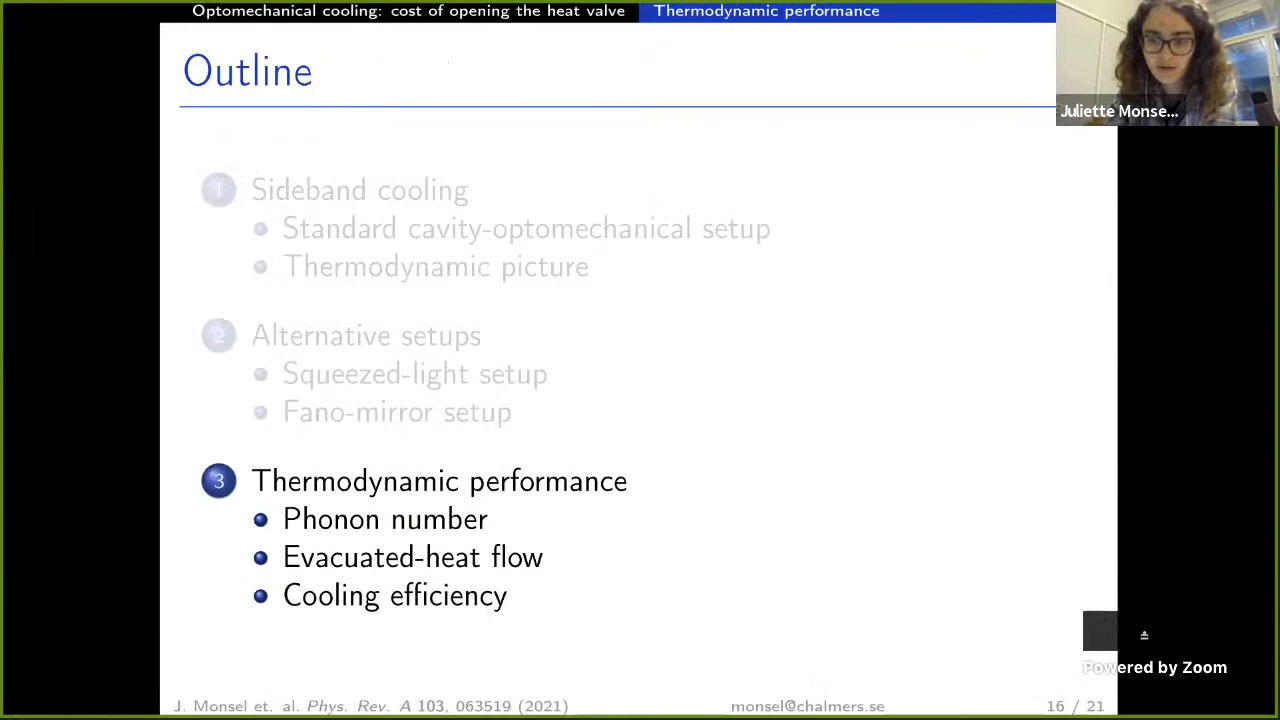 Optomechanical cooling: cost of opening the heat valve Thermodynamic performance
Outline
Juliette Monse...
1 Sideband cooling
Standard cavity-optomechanical setup
Thermodynamic picture
2 Alternative setups
Squeezed-light setup
Fano-mirror setup
3 Thermodynamic performance
Phonon number
Evacuated-heat flow
Cooling efficiency
Powered by Zoom
J. Monsel et. al. Phys. Rev. A 103, 063519 (2021) monsel@chalmers.se 16 / 21